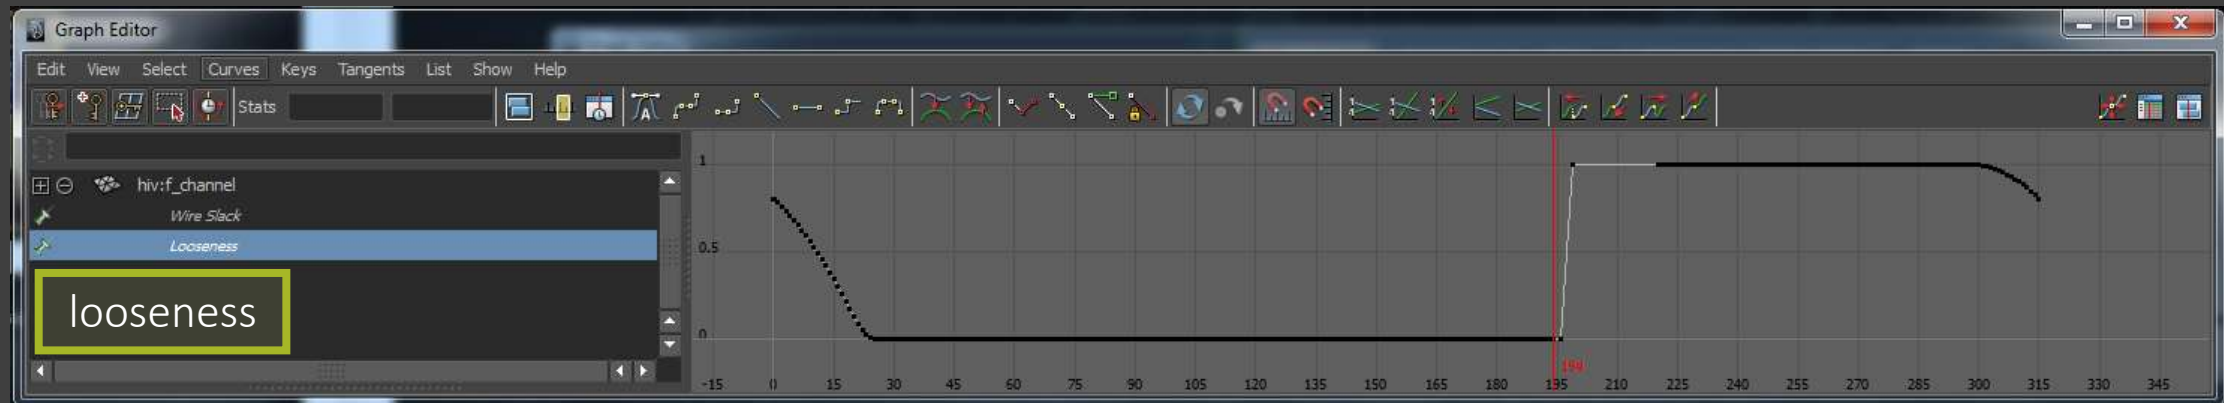 Graph Editor
Edit View Select Curves Keys Tangents List Show Help
Stats
hiv:f_channel
Wire Slack
Looseness
looseness
1
0.5
0
194
-15 0 15 30 45 60 75 90 105 120 135 150 165 180 195 210 225 240 255 270 285 300 315 330 345